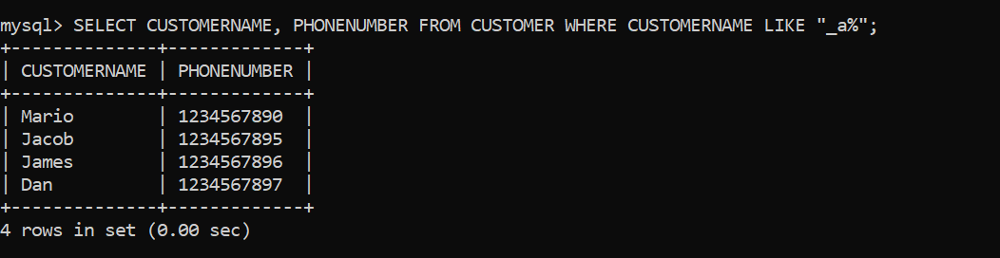 mysql> SELECT CUSTOMERNAME, PHONENUMBER FROM CUSTOMER WHERE CUSTOMERNAME LIKE "_a%";
+--------------+-------------+
| CUSTOMERNAME | PHONENUMBER |
+--------------+-------------+
| Mario        | 1234567890  |
| Jacob        | 1234567895  |
| James        | 1234567896  |
| Dan          | 1234567897  |
+--------------+-------------+
4 rows in set (0.00 sec)